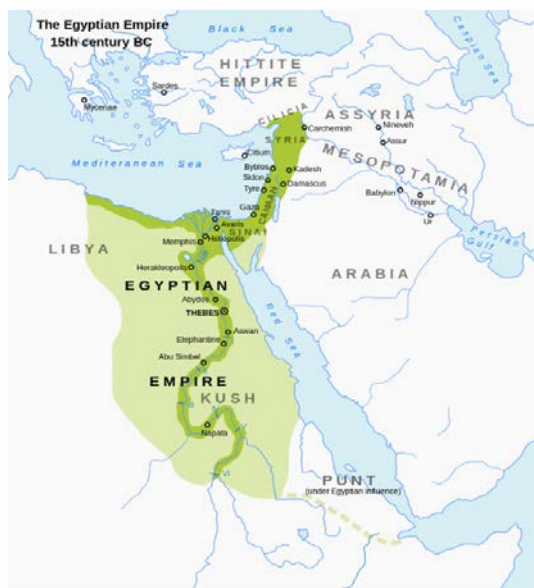 The Egyptian Empire
15th century BC
Black Sea
Caspian Sea
HITTITE
EMPIRE
Sardes
Mycenae
CILICIA
ASSYRIA
Carchemish
Nineveh
SYRIA
Assur
MESOPOTAMIA
Citium
Mediterranean Sea
Byblos
Kadesh
Sidon
Damascus
Tyre
Babylon
Nippur
Ur
CANAAN
Gaza
Tanis
Avaris
SINAI
Heliopolis
Memphis
Persian
Gulf
LIBYA
Herakleopolis
ARABIA
EGYPTIAN
Abydos
THEBES
Red Sea
Aswan
Elephantine
Abu Simbel
EMPIRE
KUSH
Napata
PUNT
(under Egyptian influence)